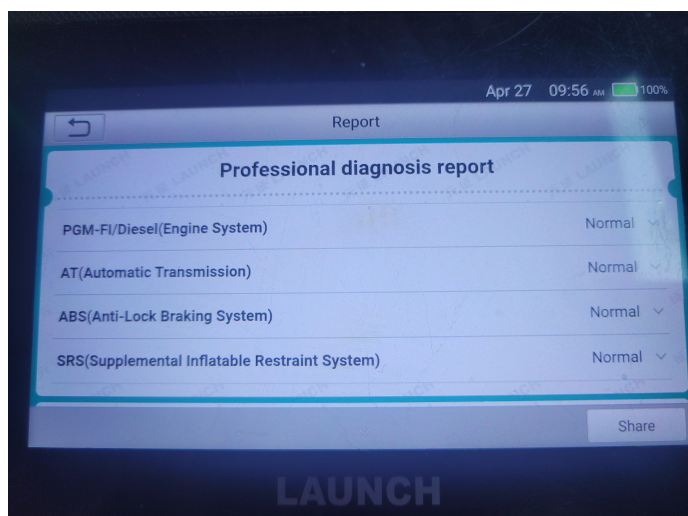 Apr 27 09:56 AM 100%
Report
Professional diagnosis report
PGM-FI/Diesel(Engine System) Normal
AT(Automatic Transmission) Normal
ABS(Anti-Lock Braking System) Normal
SRS(Supplemental Inflatable Restraint System) Normal
Share
LAUNCH